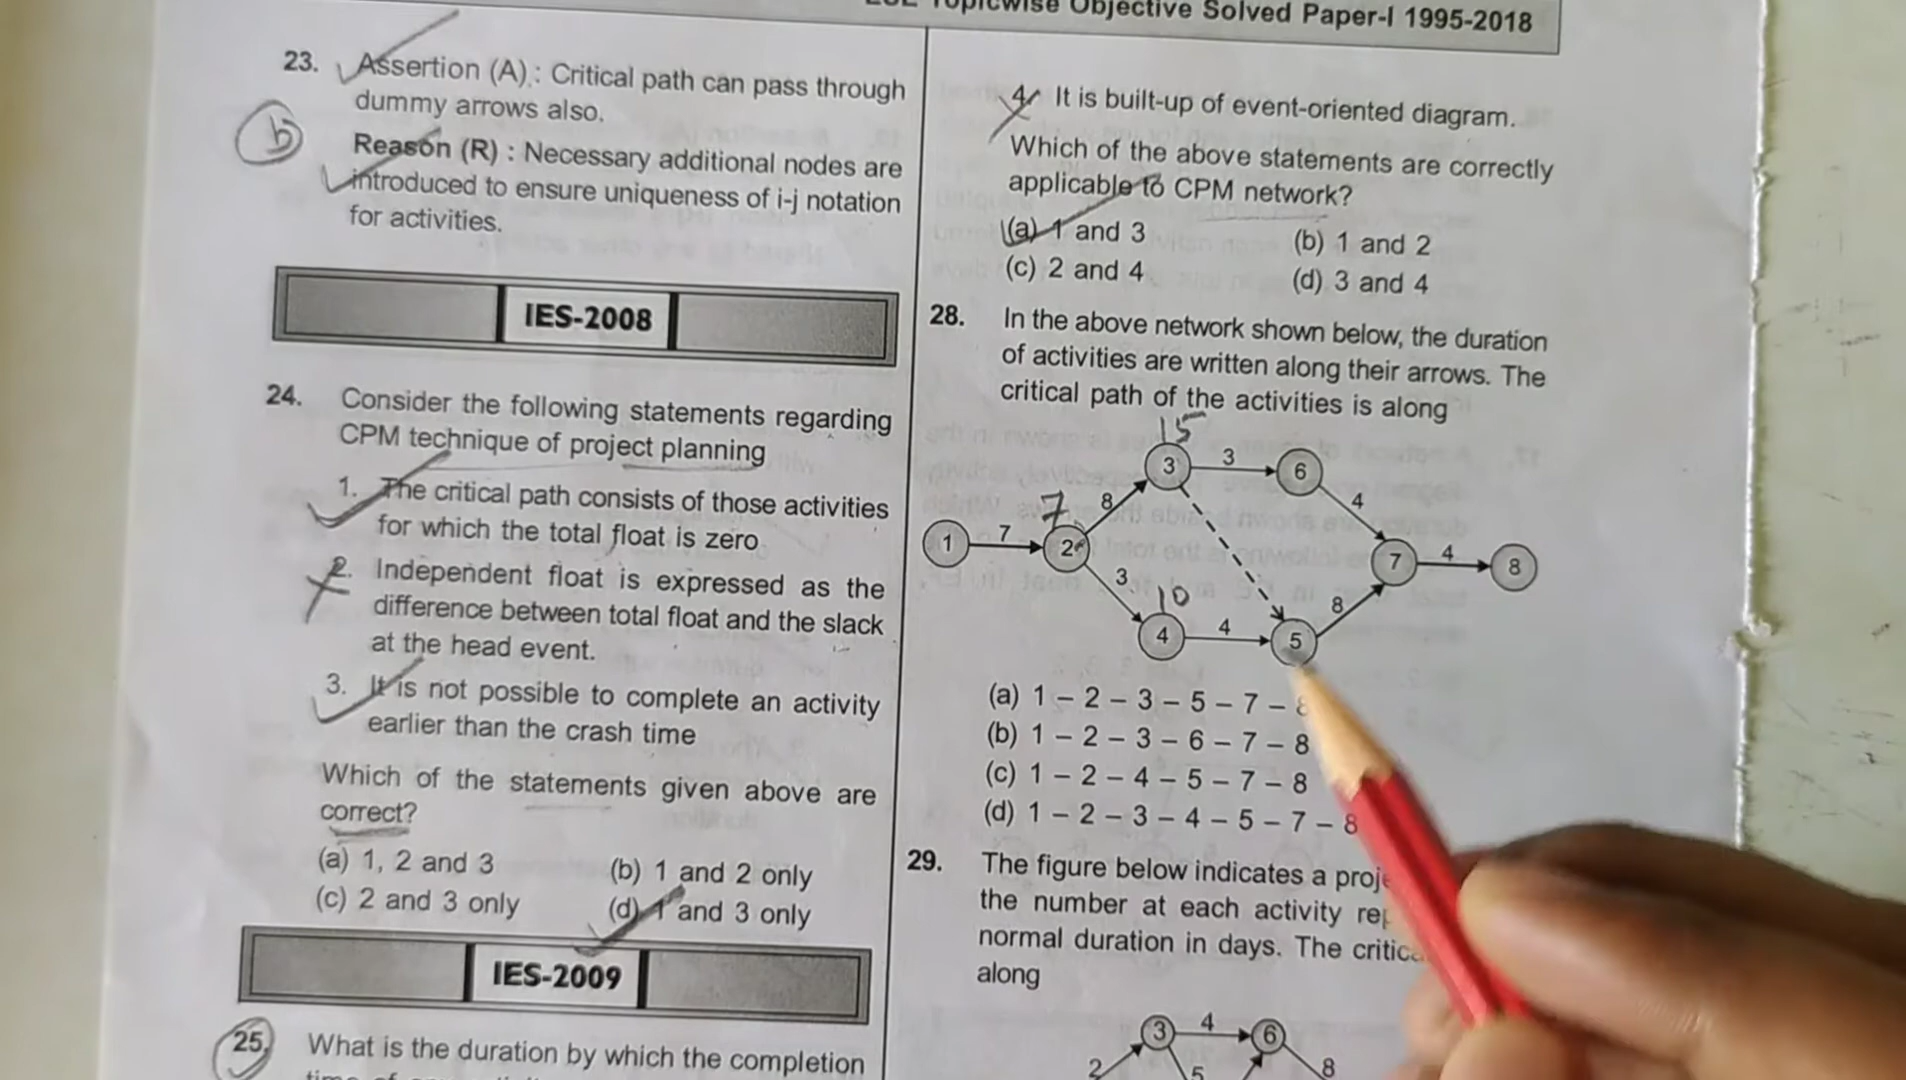 Topicwise Objective Solved Paper-I 1995-2018
23. Assertion (A) : Critical path can pass through
dummy arrows also.
b
Reason (R) : Necessary additional nodes are
introduced to ensure uniqueness of i-j notation
for activities.
IES-2008
24. Consider the following statements regarding
CPM technique of project planning
1. The critical path consists of those activities
for which the total float is zero
2. Independent float is expressed as the
difference between total float and the slack
at the head event.
3. It is not possible to complete an activity
earlier than the crash time
Which of the statements given above are
correct?
(a) 1, 2 and 3 (b) 1 and 2 only
(c) 2 and 3 only (d) 1 and 3 only
IES-2009
25. What is the duration by which the completion
4. It is built-up of event-oriented diagram.
Which of the above statements are correctly
applicable to CPM network?
(a) 1 and 3 (b) 1 and 2
(c) 2 and 4 (d) 3 and 4
28. In the above network shown below, the duration
of activities are written along their arrows. The
critical path of the activities is along
15
3 3 6
7 8 4
1 7 2 7 4 8
3 10 8
4 4 5
(a) 1 – 2 – 3 – 5 – 7 –
(b) 1 – 2 – 3 – 6 – 7 – 8
(c) 1 – 2 – 4 – 5 – 7 – 8
(d) 1 – 2 – 3 – 4 – 5 – 7 – 8
29. The figure below indicates a
the number at each activity
normal duration in days. The
along
3 4 6
2 5 8